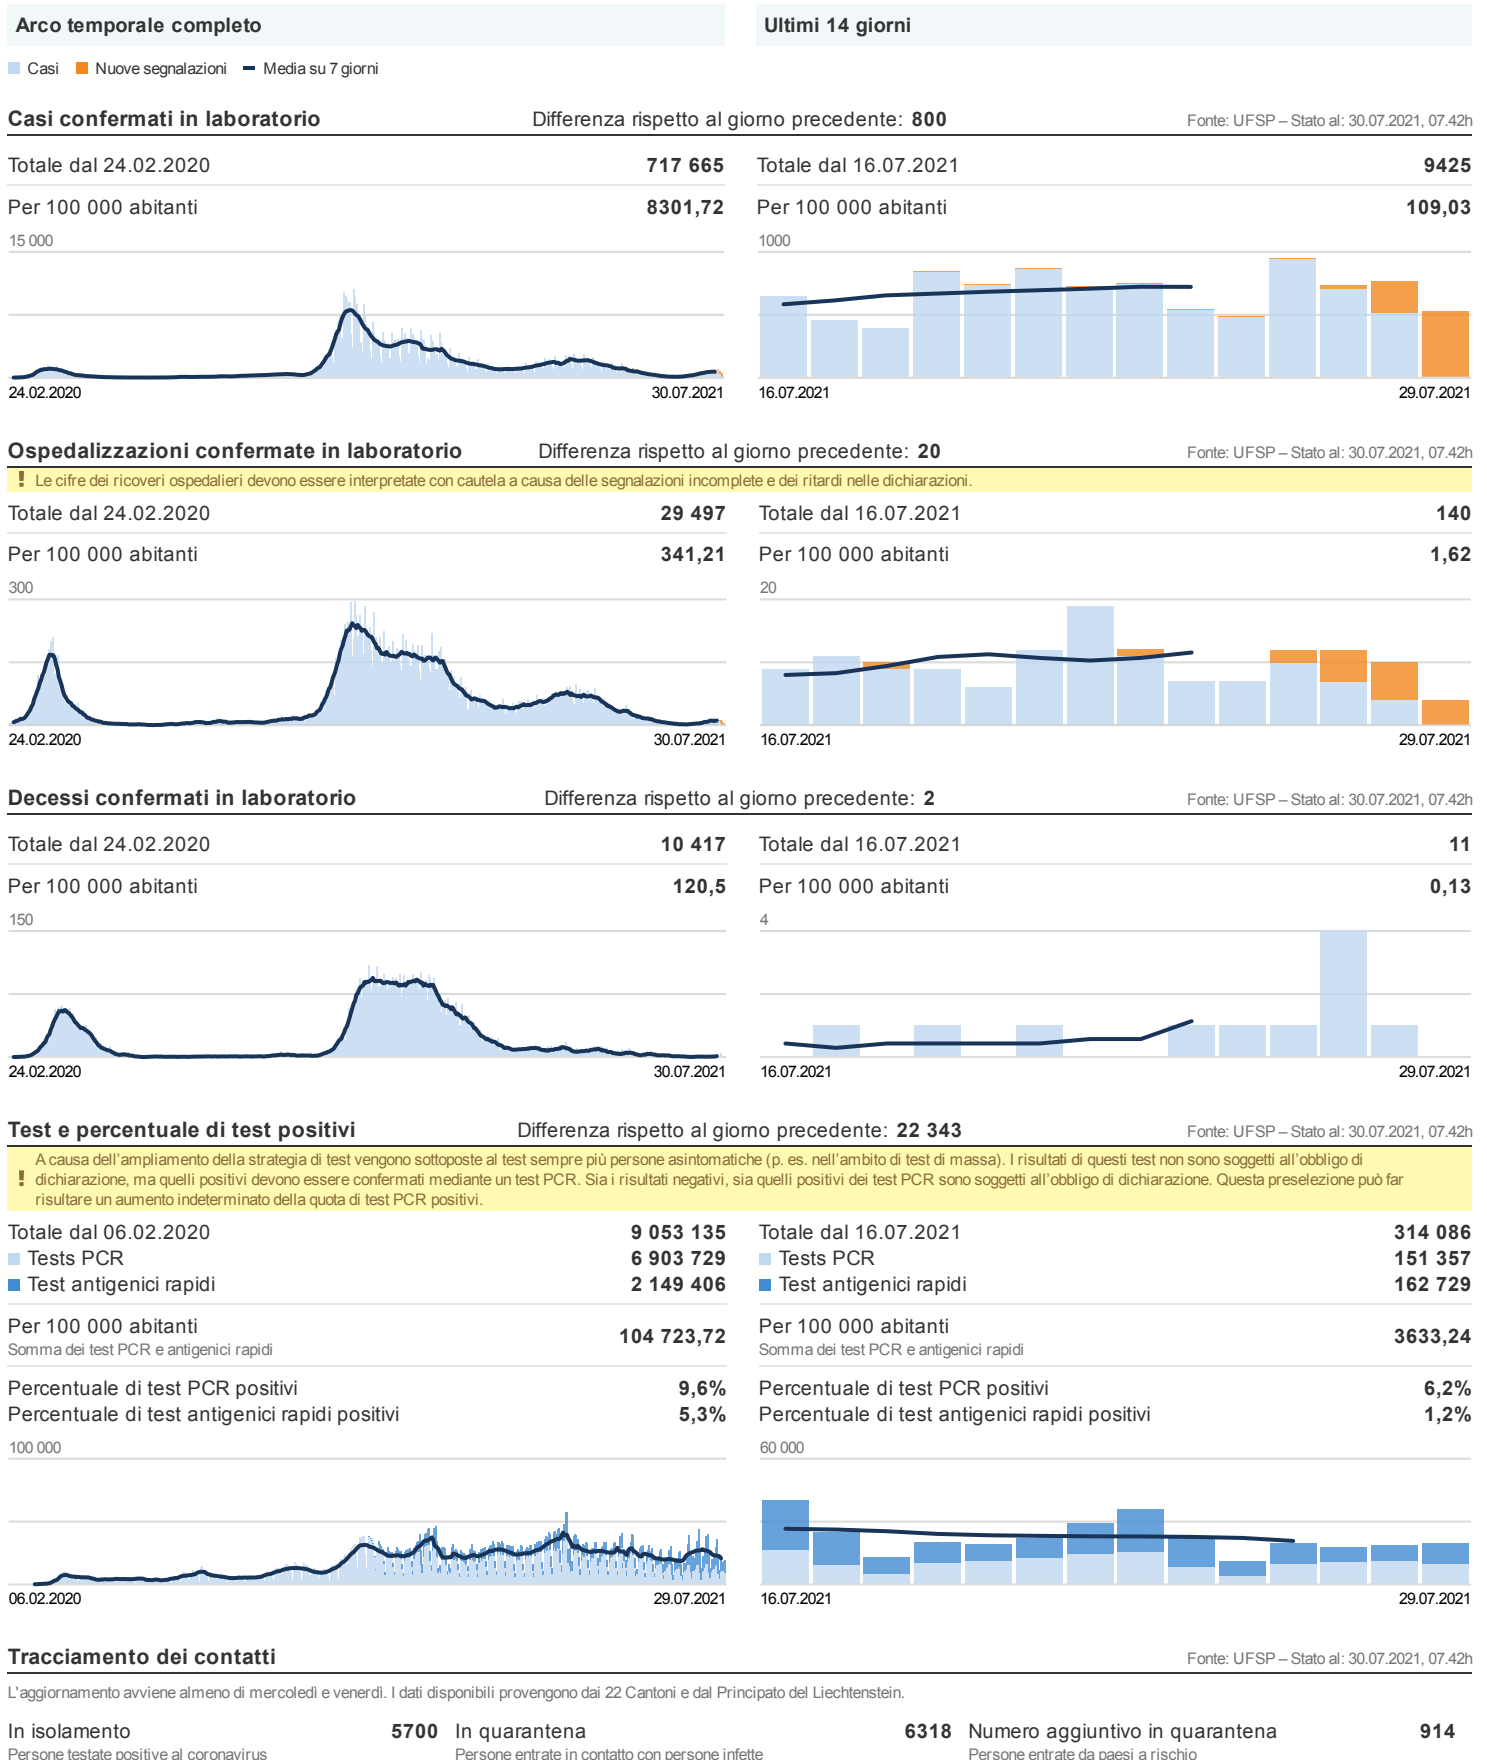 Arco temporale completo
Ultimi 14 giorni
Casi Nuove segnalazioni Media su 7 giorni
Casi confermati in laboratorio Differenza rispetto al giorno precedente: 800 Fonte: UFSP – Stato al: 30.07.2021, 07.42h
Totale dal 24.02.2020 717 665
Per 100 000 abitanti 8301,72
15 000
24.02.2020 30.07.2021
Totale dal 16.07.2021 9425
Per 100 000 abitanti 109,03
1000
16.07.2021 29.07.2021
Ospedalizzazioni confermate in laboratorio Differenza rispetto al giorno precedente: 20 Fonte: UFSP – Stato al: 30.07.2021, 07.42h
! Le cifre dei ricoveri ospedalieri devono essere interpretate con cautela a causa delle segnalazioni incomplete e dei ritardi nelle dichiarazioni.
Totale dal 24.02.2020 29 497
Per 100 000 abitanti 341,21
300
24.02.2020 30.07.2021
Totale dal 16.07.2021 140
Per 100 000 abitanti 1,62
20
16.07.2021 29.07.2021
Decessi confermati in laboratorio Differenza rispetto al giorno precedente: 2 Fonte: UFSP – Stato al: 30.07.2021, 07.42h
Totale dal 24.02.2020 10 417
Per 100 000 abitanti 120,5
150
24.02.2020 30.07.2021
Totale dal 16.07.2021 11
Per 100 000 abitanti 0,13
4
16.07.2021 29.07.2021
Test e percentuale di test positivi Differenza rispetto al giorno precedente: 22 343 Fonte: UFSP – Stato al: 30.07.2021, 07.42h
A causa dell'ampliamento della strategia di test vengono sottoposte al test sempre più persone asintomatiche (p. es. nell'ambito di test di massa). I risultati di questi test non sono soggetti all'obbligo di
! dichiarazione, ma quelli positivi devono essere confermati mediante un test PCR. Sia i risultati negativi, sia quelli positivi dei test PCR sono soggetti all'obbligo di dichiarazione. Questa preselezione può far
risultare un aumento indeterminato della quota di test PCR positivi.
Totale dal 06.02.2020 9 053 135
Tests PCR 6 903 729
Test antigenici rapidi 2 149 406
Per 100 000 abitanti 104 723,72
Somma dei test PCR e antigenici rapidi
Percentuale di test PCR positivi 9,6%
Percentuale di test antigenici rapidi positivi 5,3%
100 000
06.02.2020 29.07.2021
Totale dal 16.07.2021 314 086
Tests PCR 151 357
Test antigenici rapidi 162 729
Per 100 000 abitanti 3633,24
Somma dei test PCR e antigenici rapidi
Percentuale di test PCR positivi 6,2%
Percentuale di test antigenici rapidi positivi 1,2%
60 000
16.07.2021 29.07.2021
Tracciamento dei contatti Fonte: UFSP – Stato al: 30.07.2021, 07.42h
L'aggiornamento avviene almeno di mercoledì e venerdì. I dati disponibili provengono dai 22 Cantoni e dal Principato del Liechtenstein.
In isolamento 5700
Persone testate positive al coronavirus
In quarantena 6318
Persone entrate in contatto con persone infette
Numero aggiuntivo in quarantena 914
Persone entrate da paesi a rischio